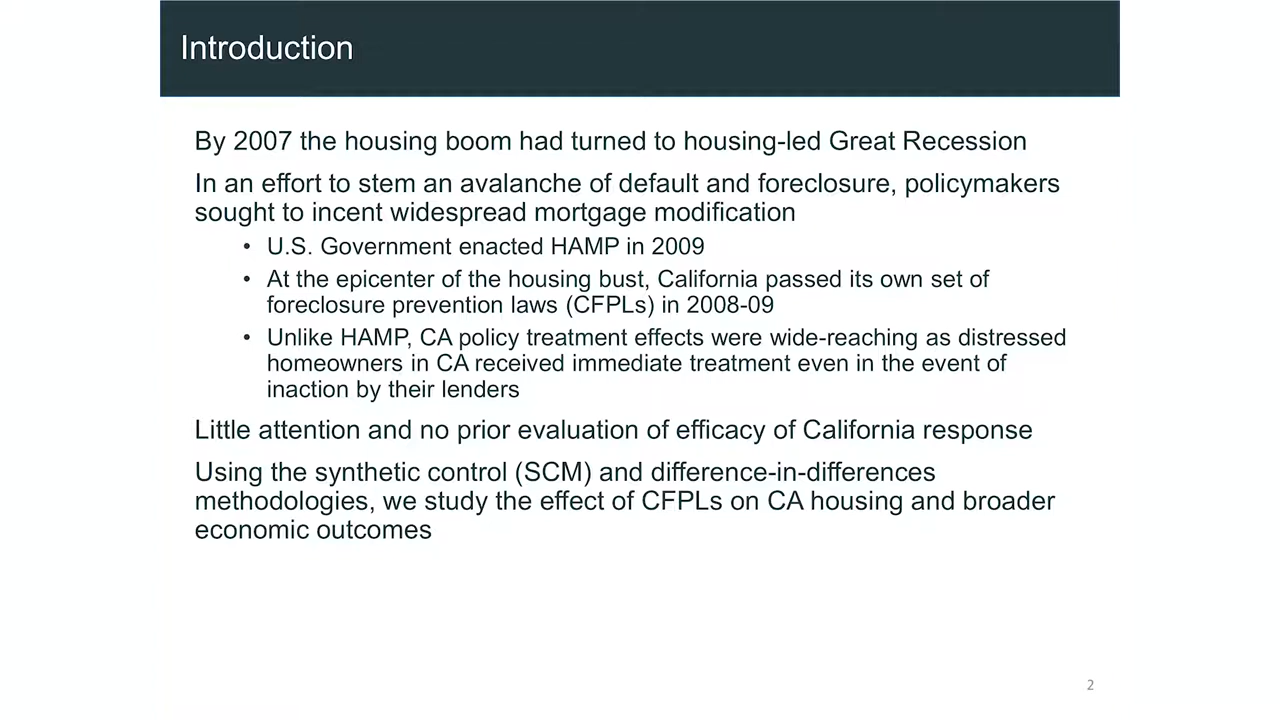 Introduction
By 2007 the housing boom had turned to housing-led Great Recession
In an effort to stem an avalanche of default and foreclosure, policymakers
sought to incent widespread mortgage modification
• U.S. Government enacted HAMP in 2009
• At the epicenter of the housing bust, California passed its own set of
foreclosure prevention laws (CFPLs) in 2008-09
• Unlike HAMP, CA policy treatment effects were wide-reaching as distressed
homeowners in CA received immediate treatment even in the event of
inaction by their lenders
Little attention and no prior evaluation of efficacy of California response
Using the synthetic control (SCM) and difference-in-differences
methodologies, we study the effect of CFPLs on CA housing and broader
economic outcomes
2